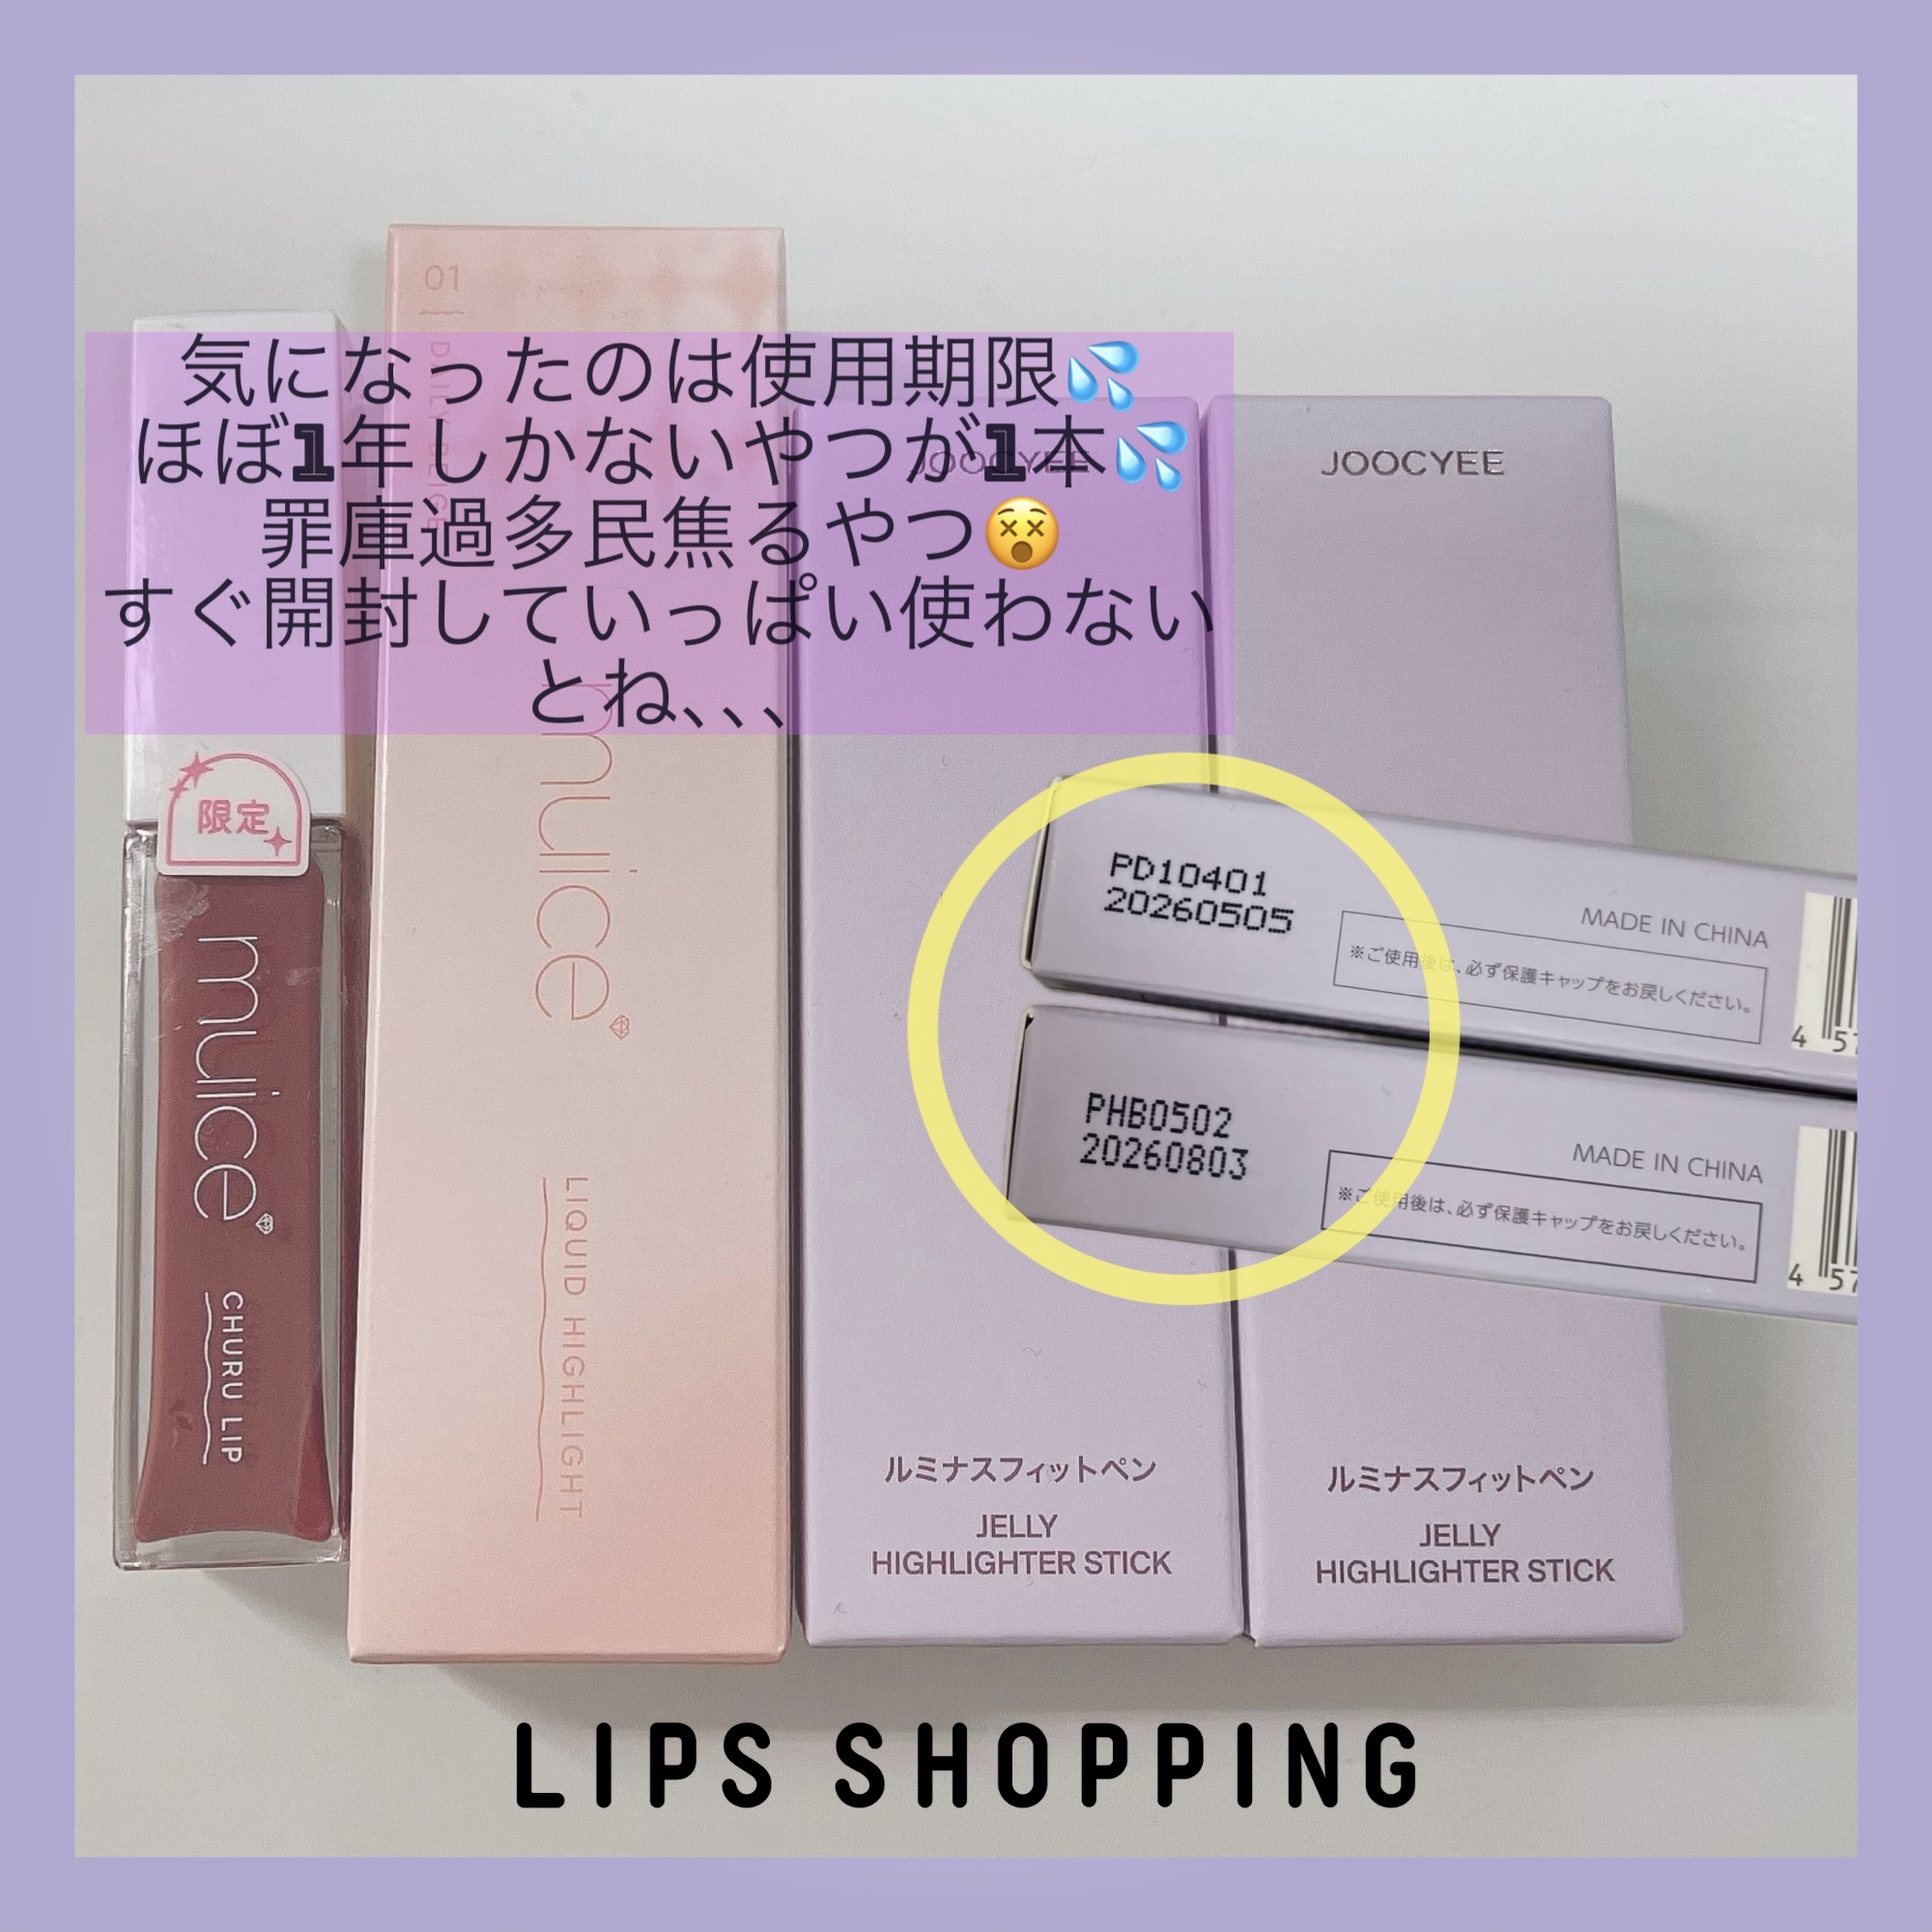 気になったのは使用期限💦
ほぼ1年しかないやつが1本💦
罪庫過多民焦るやつ😵
すぐ開封していっぱい使わない
とね、、、
01
限定
muice
CHURU LIP
muice
LIQUID HIGHLIGHT
JOOCYEE
ルミナスフィットペン
JELLY
HIGHLIGHTER STICK
JOOCYEE
ルミナスフィットペン
JELLY
HIGHLIGHTER STICK
PD10401
20260505
MADE IN CHINA
※ご使用後は、必ず保護キャップをお戻しください。
4 57
PHB0502
20260803
MADE IN CHINA
※ご使用後は、必ず保護キャップをお戻しください。
4 57
LIPS SHOPPING